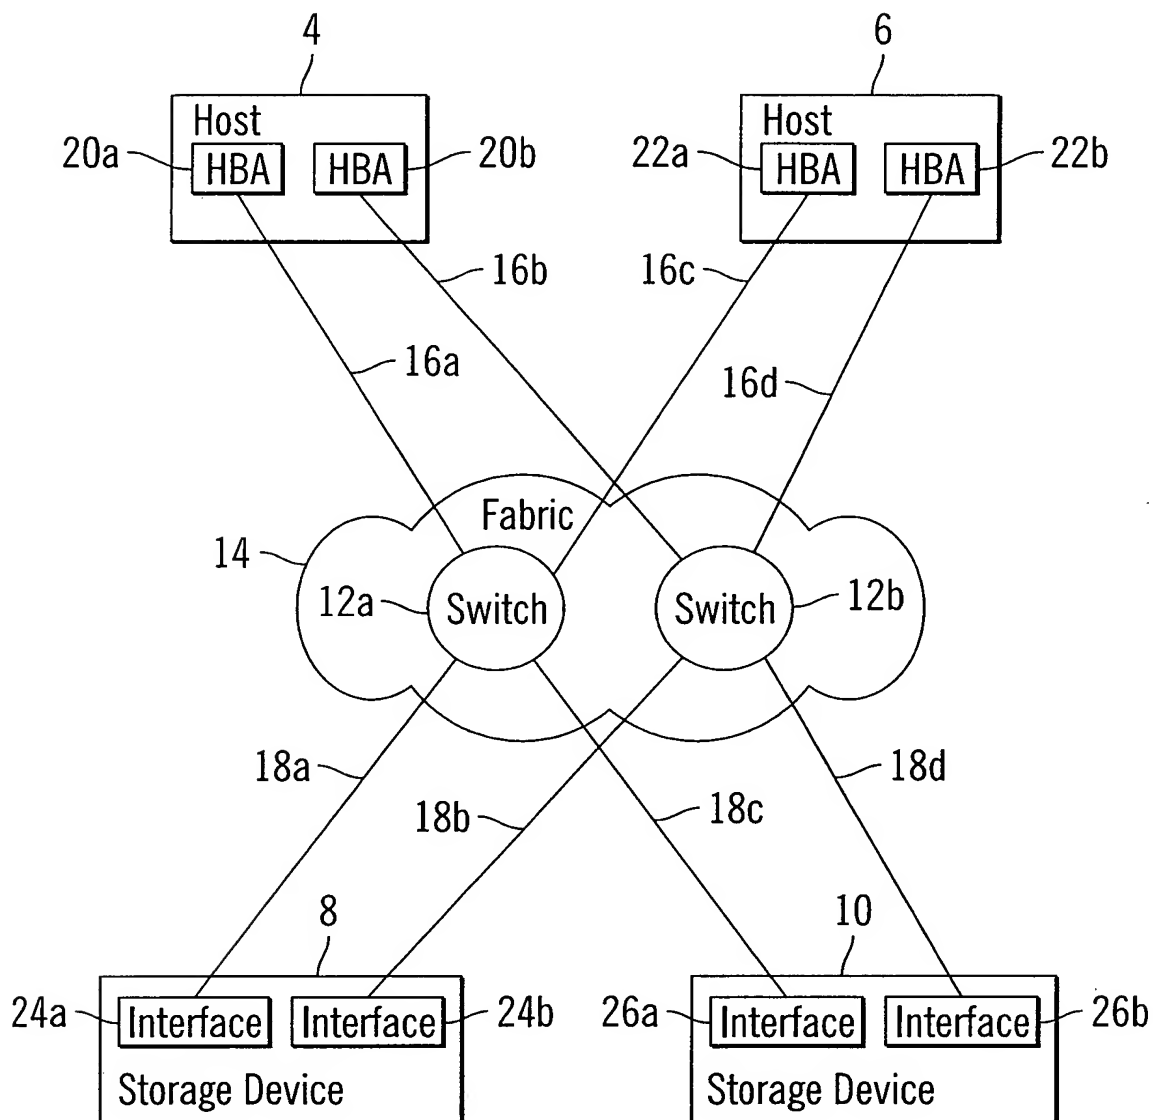 4
6
Host
Host
20a
HBA
HBA
20b
22a
HBA
HBA
22b
16b
16c
16a
16d
Fabric
14
12a
Switch
Switch
12b
18a
18d
18b
18c
8
10
24a
Interface
Interface
24b
26a
Interface
Interface
26b
Storage Device
Storage Device